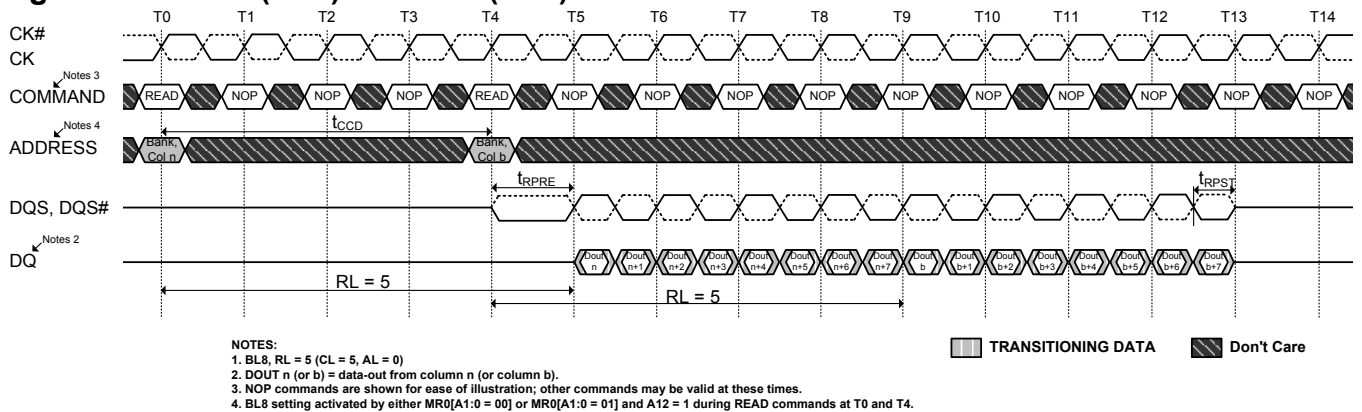 T0 T1 T2 T3 T4 T5 T6 T7 T8 T9 T10 T11 T12 T13 T14
CK#
CK
Notes 3
COMMAND READ NOP NOP NOP READ NOP NOP NOP NOP NOP NOP NOP NOP NOP NOP
tCCD
Notes 4
ADDRESS Bank, Col n Bank, Col b
tRPRE tRPST
DQS, DQS#
Notes 2
DQ Dout n Dout n+1 Dout n+2 Dout n+3 Dout n+4 Dout n+5 Dout n+6 Dout n+7 Dout b Dout b+1 Dout b+2 Dout b+3 Dout b+4 Dout b+5 Dout b+6 Dout b+7
RL = 5 RL = 5
NOTES:
1. BL8, RL = 5 (CL = 5, AL = 0)
2. DOUT n (or b) = data-out from column n (or column b).
3. NOP commands are shown for ease of illustration; other commands may be valid at these times.
4. BL8 setting activated by either MR0[A1:0 = 00] or MR0[A1:0 = 01] and A12 = 1 during READ commands at T0 and T4.
TRANSITIONING DATA Don't Care